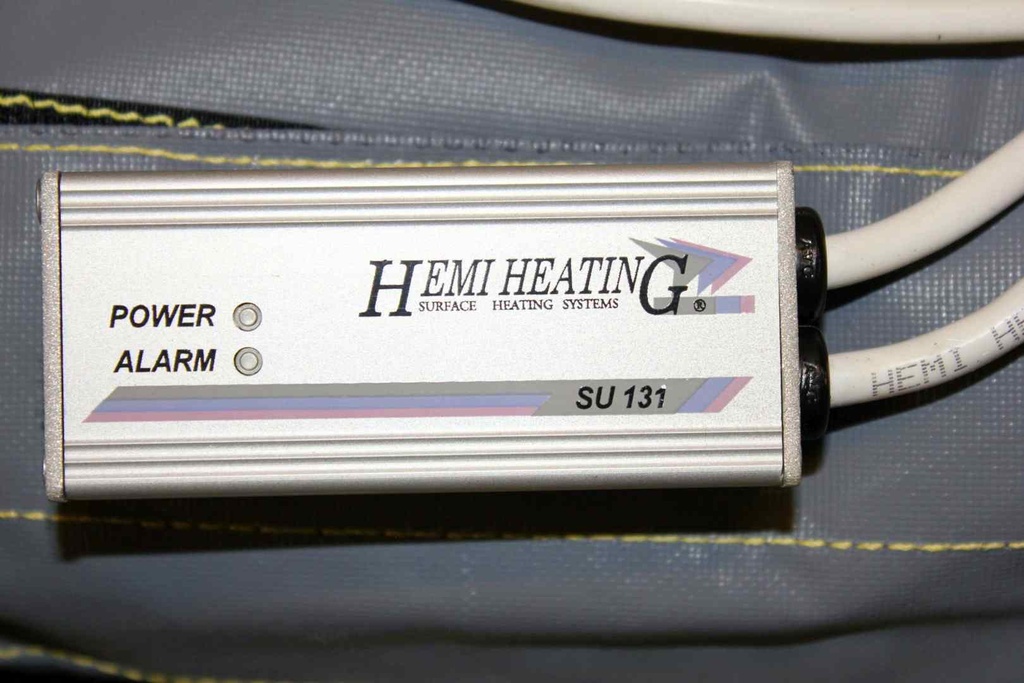 HEMI HEATING®
SURFACE HEATING SYSTEMS
POWER
ALARM
SU 131
HEMI